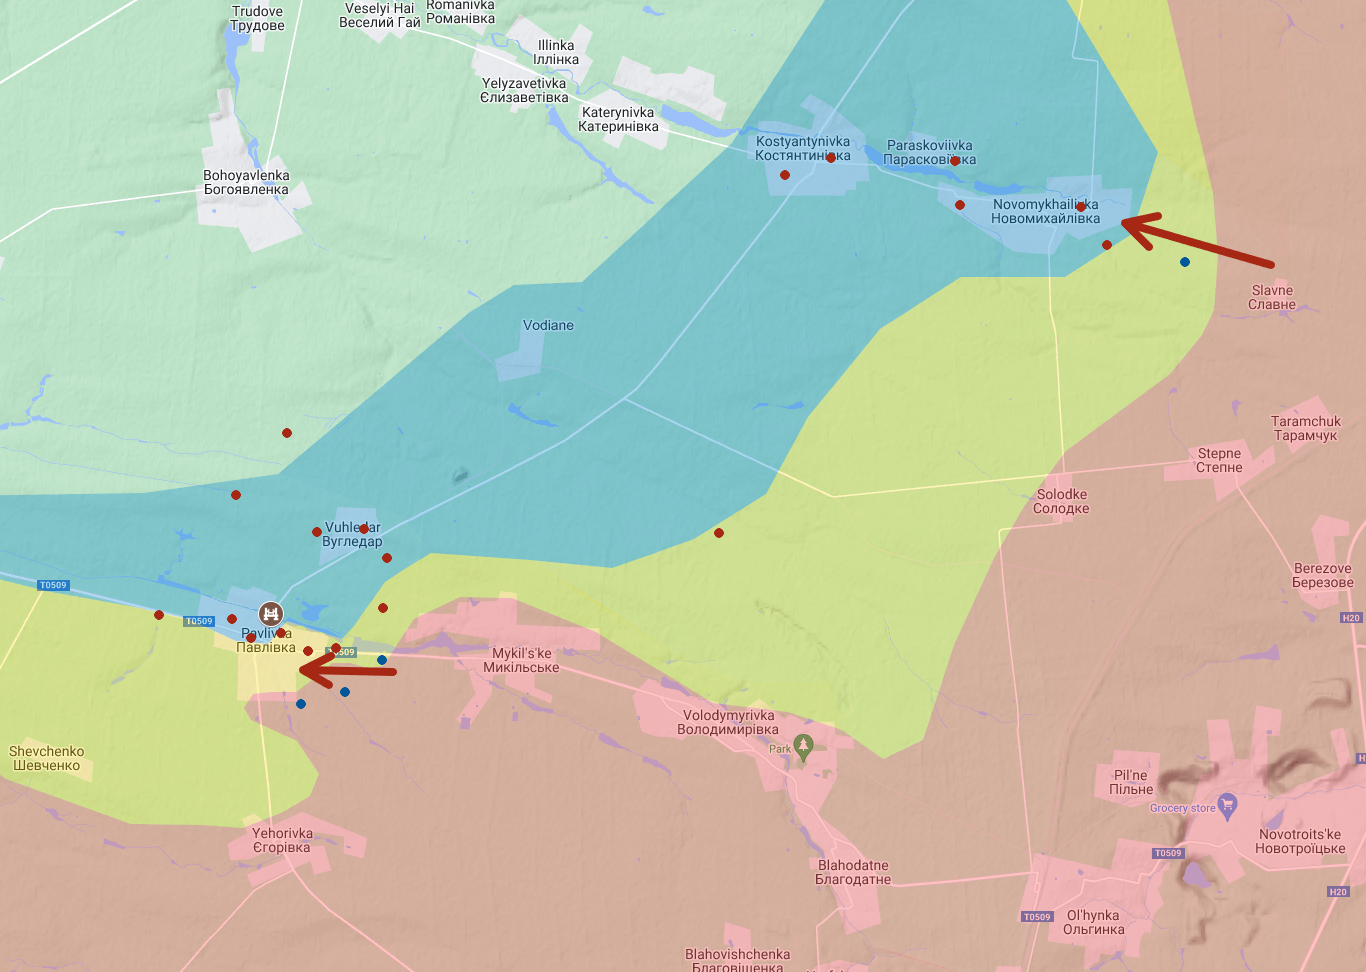 Trudove
Трудове
Veselyi Hai
Веселий Гай
Romanivka
Романівка
Illinka
Іллінка
Yelyzavetivka
Єлизаветівка
Katerynivka
Катеринівка
Kostyantynivka
Костянтинівка
Paraskoviivka
Парасковіївка
Bohoyavlenka
Богоявленка
Novomykhailivka
Новомихайлівка
Slavne
Славне
Vodiane
Taramchuk
Тарамчук
Stepne
Степне
Solodke
Солодке
Vuhledar
Вугледар
Berezove
Березове
T0509
H20
T0509
Pavlivka
Павлівка
T0509
Mykil's'ke
Микільське
Volodymyrivka
Володимирівка
Park
Shevchenko
Шевченко
Pil'ne
Пільне
Grocery store
Yehorivka
Єгорівка
Novotroits'ke
Новотроїцьке
T0509
Blahodatne
Благодатне
H20
T0509
Ol'hynka
Ольгинка
Blahovishchenka
Благовіщенка